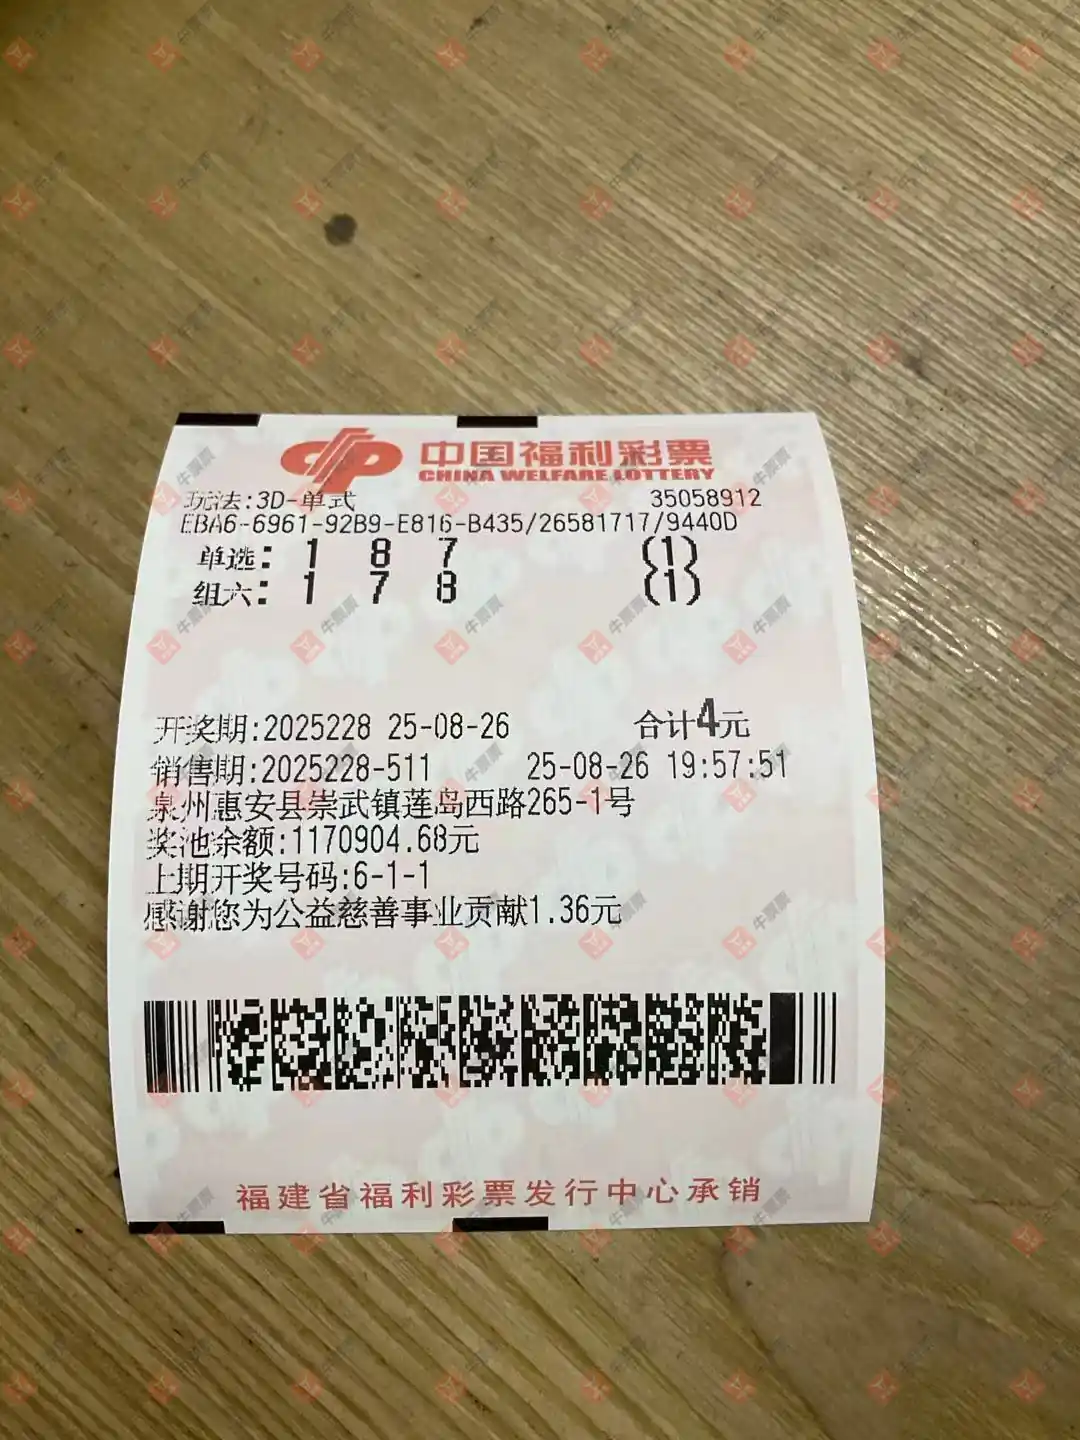 中国福利彩票
CHINA WELFARE LOTTERY
玩法:3D-单式 35058912
EBA6-6961-92B9-E816-B435/26581717/9440D
单选: 1 8 7 (1)
组六: 1 7 8 (1)
开奖期:2025228 25-08-26 合计4元
销售期:2025228-511 25-08-26 19:57:51
泉州惠安县崇武镇莲岛西路265-1号
奖池余额:1170904.68元
上期开奖号码:6-1-1
感谢您为公益慈善事业贡献1.36元
福建省福利彩票发行中心承销
牛票票